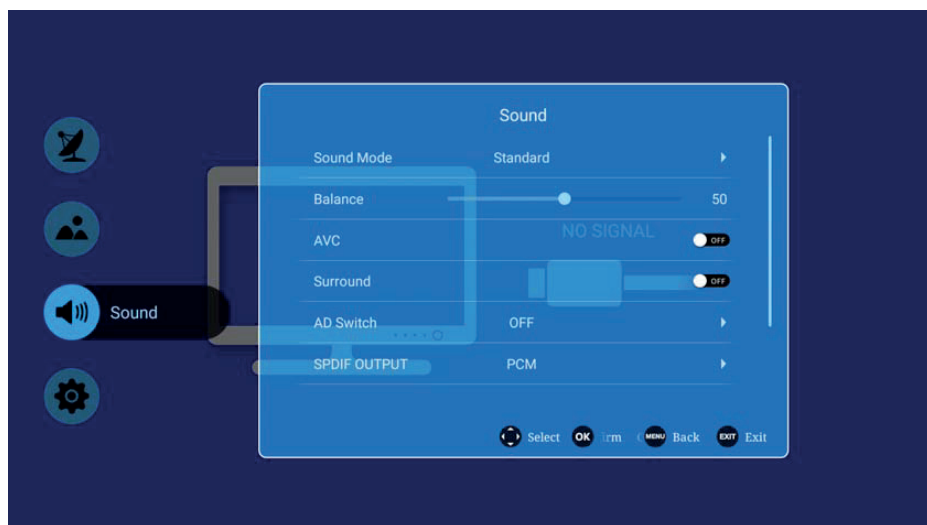 Sound
Sound Mode Standard
Balance 50
NO SIGNAL
AVC OFF
Surround OFF
Sound
AD Switch OFF
SPDIF OUTPUT PCM
Select OK irm MENU Back EXIT Exit